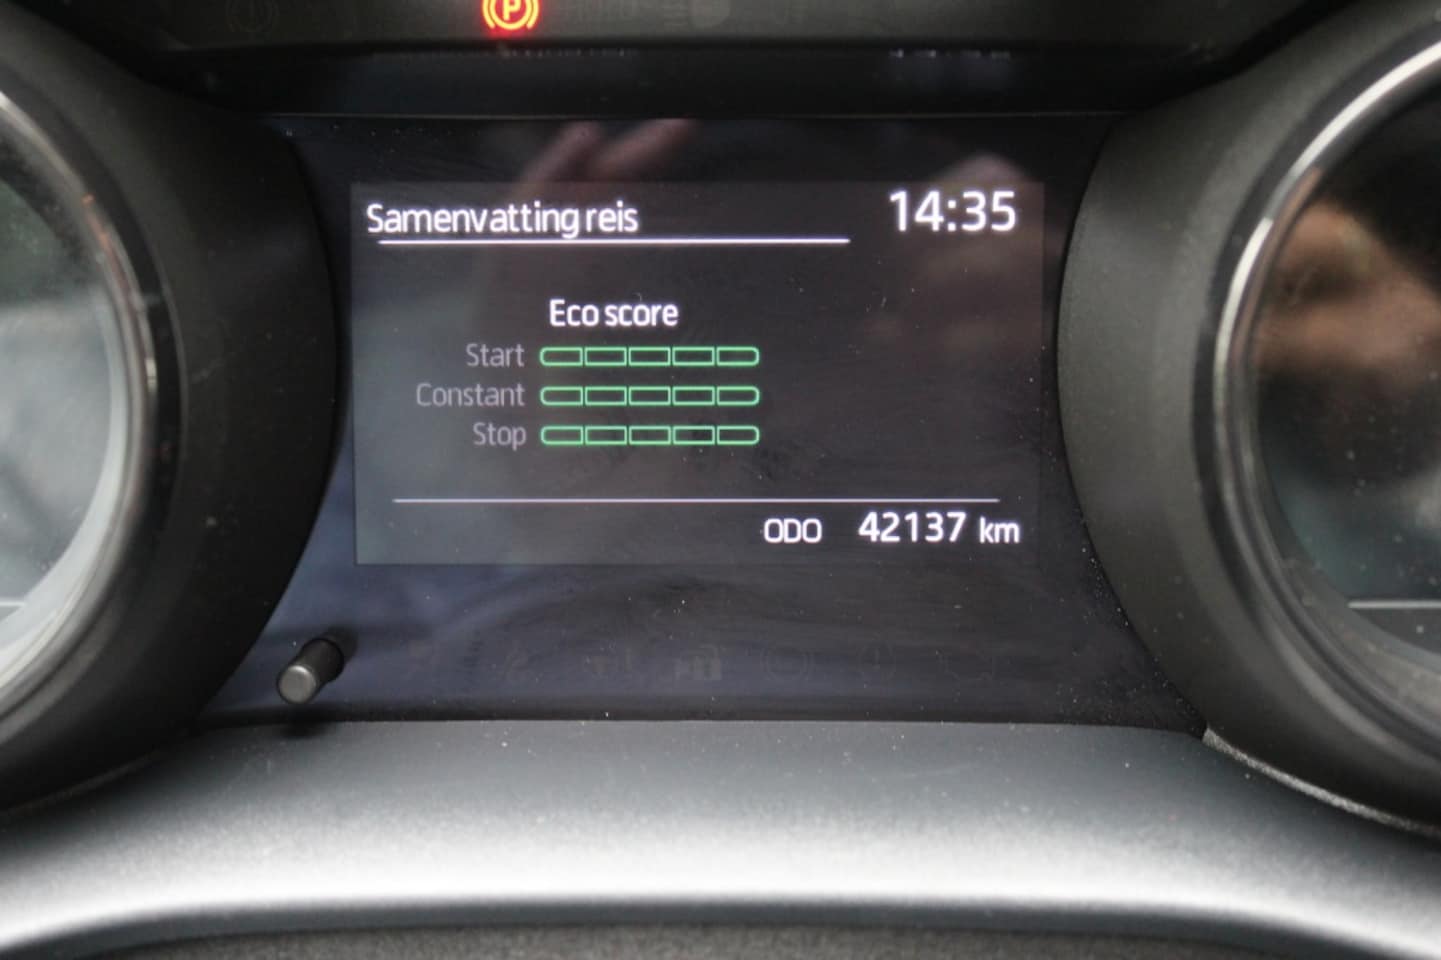 P
Samenvatting reis
14:35
Eco score
Start
Constant
Stop
ODO 42137 km